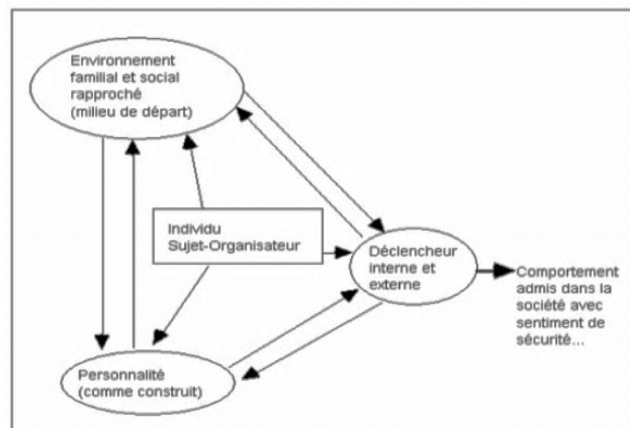 Environnement
familial et social
rapproché
(milieu de départ)
Individu
Sujet-Organisateur
Déclencheur
interne et
externe
Comportement
admis dans la
société avec
sentiment de
sécurité...
Personnalité
(comme construit)